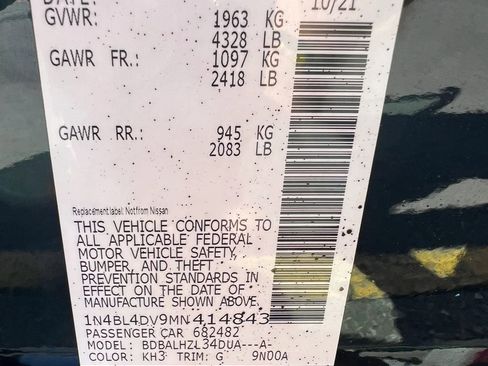 DATE: 10/21
GVWR: 1963 KG
4328 LB
GAWR FR.: 1097 KG
2418 LB
GAWR RR.: 945 KG
2083 LB
Replacement label. Not from Nissan
THIS VEHICLE CONFORMS TO
ALL APPLICABLE FEDERAL
MOTOR VEHICLE SAFETY,
BUMPER, AND THEFT
PREVENTION STANDARDS IN
EFFECT ON THE DATE OF
MANUFACTURE SHOWN ABOVE.
1N4BL4DV9MN414843
PASSENGER CAR 682482
MODEL: BDBALHZL34DUA---A-
COLOR: KH3 TRIM: G 9N00A